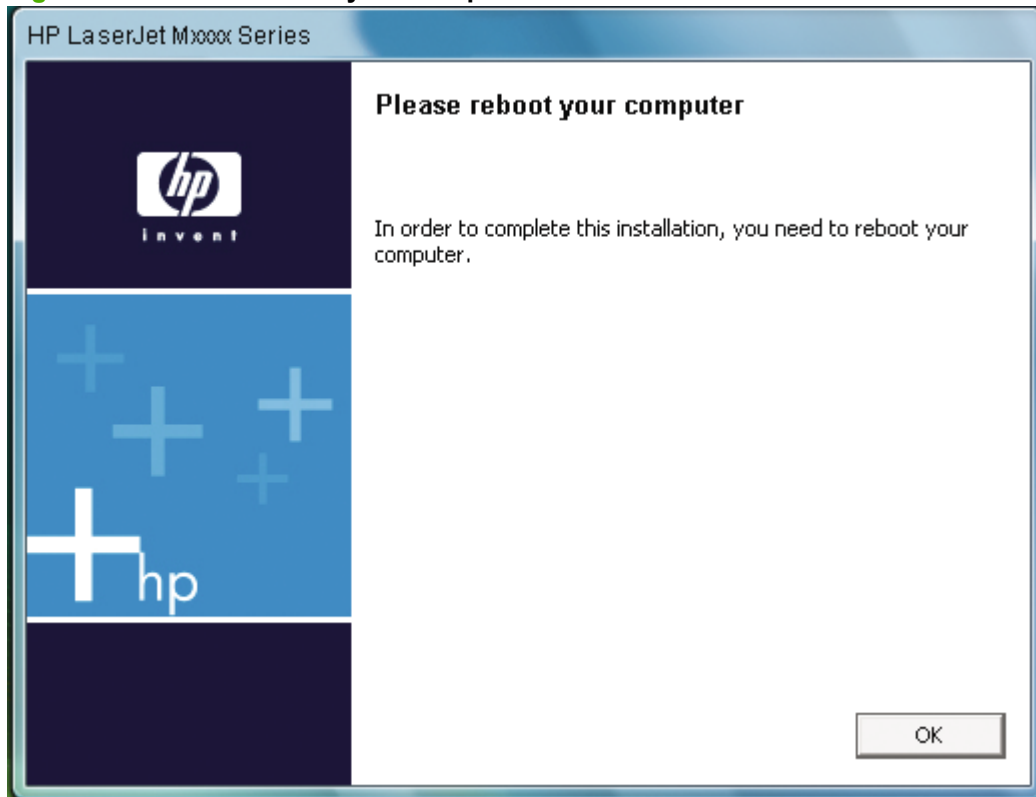 HP LaserJet Mxxxx Series
Please reboot your computer
hp
invent
In order to complete this installation, you need to reboot your
computer.
hp
OK